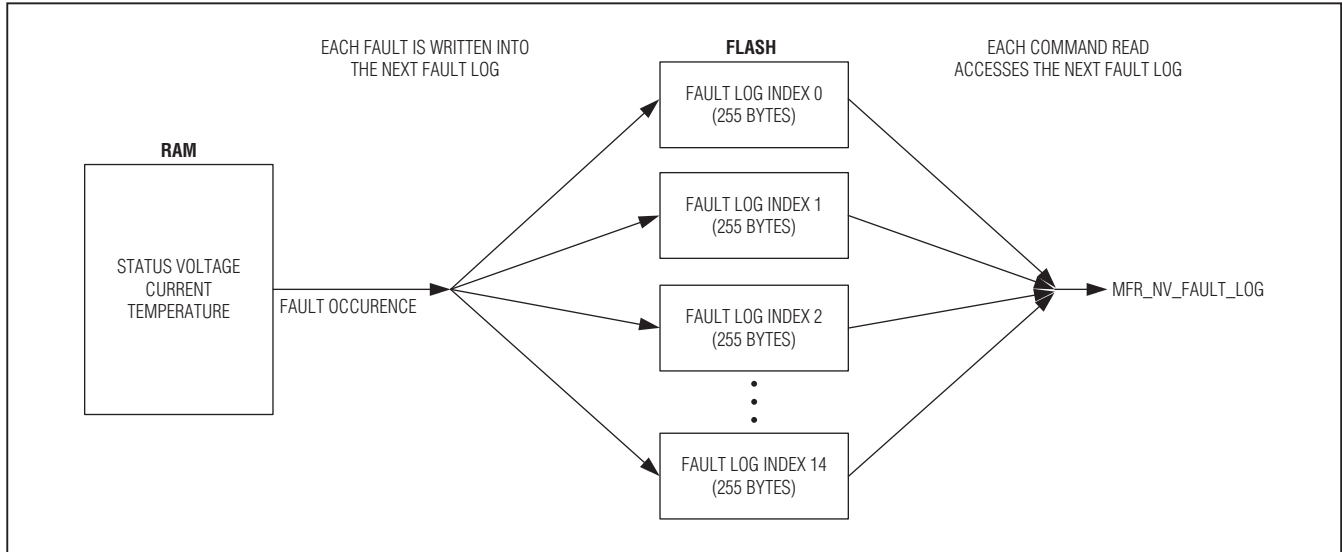 EACH FAULT IS WRITTEN INTO
THE NEXT FAULT LOG
FLASH
EACH COMMAND READ
ACCESSES THE NEXT FAULT LOG
RAM
STATUS VOLTAGE
CURRENT
TEMPERATURE
FAULT OCCURENCE
FAULT LOG INDEX 0
(255 BYTES)
FAULT LOG INDEX 1
(255 BYTES)
FAULT LOG INDEX 2
(255 BYTES)
FAULT LOG INDEX 14
(255 BYTES)
MFR_NV_FAULT_LOG